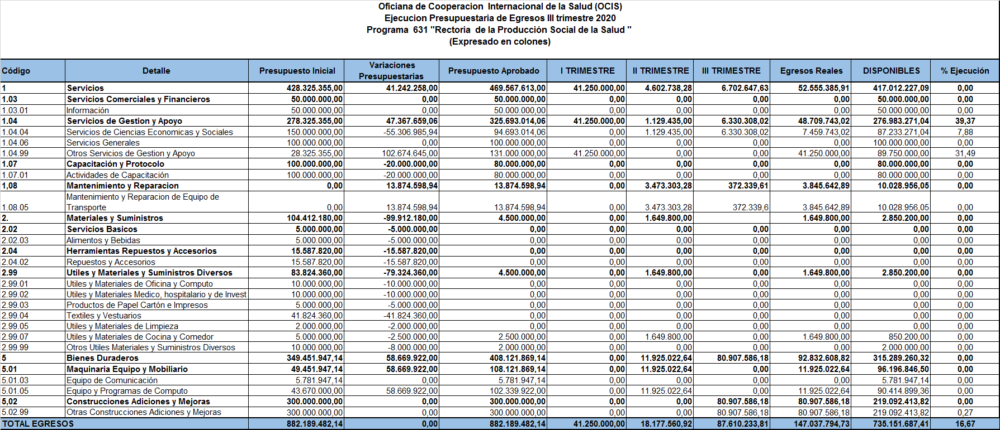 Oficiana de Cooperacion Internacional de la Salud (OCIS)
Ejecucion Presupuestaria de Egresos III trimestre 2020
Programa 631 "Rectoria de la Producción Social de la Salud "
(Expresado en colones)
Código Detalle Presupuesto Inicial Variaciones Presupuestarias Presupuesto Aprobado I TRIMESTRE II TRIMESTRE III TRIMESTRE Egresos Reales DISPONIBLES % Ejecución
1 Servicios 428.325.355,00 41.242.258,00 469.567.613,00 41.250.000,00 4.602.738,28 6.702.647,63 52.555.385,91 417.012.227,09 0,00
1.03 Servicios Comerciales y Financieros 50.000.000,00 0,00 50.000.000,00 0,00 0,00 0,00 0,00 50.000.000,00 0,00
1.03.01 Información 50.000.000,00 0,00 50.000.000,00 0,00 0,00 0,00 0,00 50.000.000,00 0,00
1.04 Servicios de Gestion y Apoyo 278.325.355,00 47.367.659,06 325.693.014,06 41.250.000,00 1.129.435,00 6.330.308,02 48.709.743,02 276.983.271,04 39,37
1.04.04 Servicios de Ciencias Economicas y Sociales 150.000.000,00 -55.306.985,94 94.693.014,06 0,00 1.129.435,00 6.330.308,02 7.459.743,02 87.233.271,04 7,88
1.04.06 Servicios Generales 100.000.000,00 0,00 100.000.000,00 0,00 0,00 0,00 0,00 100.000.000,00 0,00
1.04.99 Otros Servicios de Gestion y Apoyo 28.325.355,00 102.674.645,00 131.000.000,00 41.250.000,00 0,00 0,00 41.250.000,00 89.750.000,00 31,49
1.07 Capacitación y Protocolo 100.000.000,00 -20.000.000,00 80.000.000,00 0,00 0,00 0,00 0,00 80.000.000,00 0,00
1.07.01 Actividades de Capacitación 100.000.000,00 -20.000.000,00 80.000.000,00 0,00 0,00 0,00 0,00 80.000.000,00 0,00
1,08 Mantenimiento y Reparacion 0,00 13.874.598,94 13.874.598,94 0,00 3.473.303,28 372.339,61 3.845.642,89 10.028.956,05 0,00
Mantenimiento y Reparacion de Equipo de
1.08.05 Transporte 0,00 13.874.598,94 13.874.598,94 0,00 3.473.303,28 372.339,6 3.845.642,89 10.028.956,05 0,00
2. Materiales y Suministros 104.412.180,00 -99.912.180,00 4.500.000,00 0,00 1.649.800,00 1.649.800,00 2.850.200,00 0,00
2.02 Servicios Basicos 5.000.000,00 -5.000.000,00 0,00 0,00 0,00 0,00 0,00 0,00 0,00
2.02.03 Alimentos y Bebidas 5.000.000,00 -5.000.000,00 0,00 0,00 0,00 0,00 0,00 0,00 0,00
2.04 Herramientas Repuestos y Accesorios 15.587.820,00 -15.587.820,00 0,00 0,00 0,00 0,00 0,00 0,00 0,00
2.04.02 Repuestos y Accesorios 15.587.820,00 -15.587.820,00 0,00 0,00 0,00 0,00 0,00 0,00 0,00
2.99 Utiles y Materiales y Suministros Diversos 83.824.360,00 -79.324.360,00 4.500.000,00 0,00 1.649.800,00 0,00 1.649.800,00 2.850.200,00 0,00
2.99.01 Utiles y Materiales de Oficina y Computo 10.000.000,00 -10.000.000,00 0,00 0,00 0,00 0,00 0,00 0,00 0,00
2.99.02 Utiles y Materiales Medico, hospitalario y de Invest 10.000.000,00 -10.000.000,00 0,00 0,00 0,00 0,00 0,00 0,00 0,00
2.99.03 Productos de Papel Cartón e Impresos 5.000.000,00 -5.000.000,00 0,00 0,00 0,00 0,00 0,00 0,00 0,00
2.99.04 Textiles y Vestuarios 41.824.360,00 -41.824.360,00 0,00 0,00 0,00 0,00 0,00 0,00 0,00
2.99.05 Utiles y Materiales de Limpieza 2.000.000,00 -2.000.000,00 0,00 0,00 0,00 0,00 0,00 0,00 0,00
2.99.07 Utiles y Materiales de Cocina y Comedor 5.000.000,00 -2.500.000,00 2.500.000,00 0,00 1.649.800,00 0,00 1.649.800,00 850.200,00 0,00
2.99.99 Otros Utiles Materiales y Suministros Diversos 10.000.000,00 -8.000.000,00 2.000.000,00 0,00 0,00 0,00 0,00 2.000.000,00 0,00
5 Bienes Duraderos 349.451.947,14 58.669.922,00 408.121.869,14 0,00 11.925.022,64 80.907.586,18 92.832.608,82 315.289.260,32 0,00
5.01 Maquinaria Equipo y Mobiliario 49.451.947,14 58.669.922,00 108.121.869,14 0,00 11.925.022,64 0,00 11.925.022,64 96.196.846,50 0,00
5.01.03 Equipo de Comunicación 5.781.947,14 5.781.947,14 0,00 0,00 0,00 0,00 5.781.947,14 0,00
5.01.05 Equipo y Programas de Computo 43.670.000,00 58.669.922,00 102.339.922,00 0,00 11.925.022,64 0,00 11.925.022,64 90.414.899,36 0,00
5,02 Construcciones Adiciones y Mejoras 300.000.000,00 0,00 300.000.000,00 0,00 0,00 80.907.586,18 80.907.586,18 219.092.413,82 0,00
5.02.99 Otras Construcciones Adiciones y Mejoras 300.000.000,00 0,00 300.000.000,00 0,00 0,00 80.907.586,18 80.907.586,18 219.092.413,82 0,27
TOTAL EGRESOS 882.189.482,14 0,00 882.189.482,14 41.250.000,00 18.177.560,92 87.610.233,81 147.037.794,73 735.151.687,41 16,67